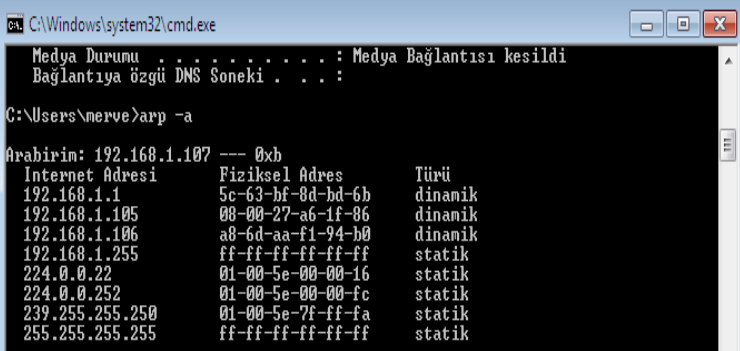 C:\Windows\system32\cmd.exe
Medya Durumu . . . . . . . . . . : Medya Bağlantısı kesildi
Bağlantıya özgü DNS Soneki . . . :
C:\Users\merve>arp -a
Arabirim: 192.168.1.107 --- 0xb
Internet Adresi Fiziksel Adres Türü
192.168.1.1 5c-63-bf-8d-bd-6b dinamik
192.168.1.105 08-00-27-a6-1f-86 dinamik
192.168.1.106 a8-6d-aa-f1-94-b0 dinamik
192.168.1.255 ff-ff-ff-ff-ff-ff statik
224.0.0.22 01-00-5e-00-00-16 statik
224.0.0.252 01-00-5e-00-00-fc statik
239.255.255.250 01-00-5e-7f-ff-fa statik
255.255.255.255 ff-ff-ff-ff-ff-ff statik